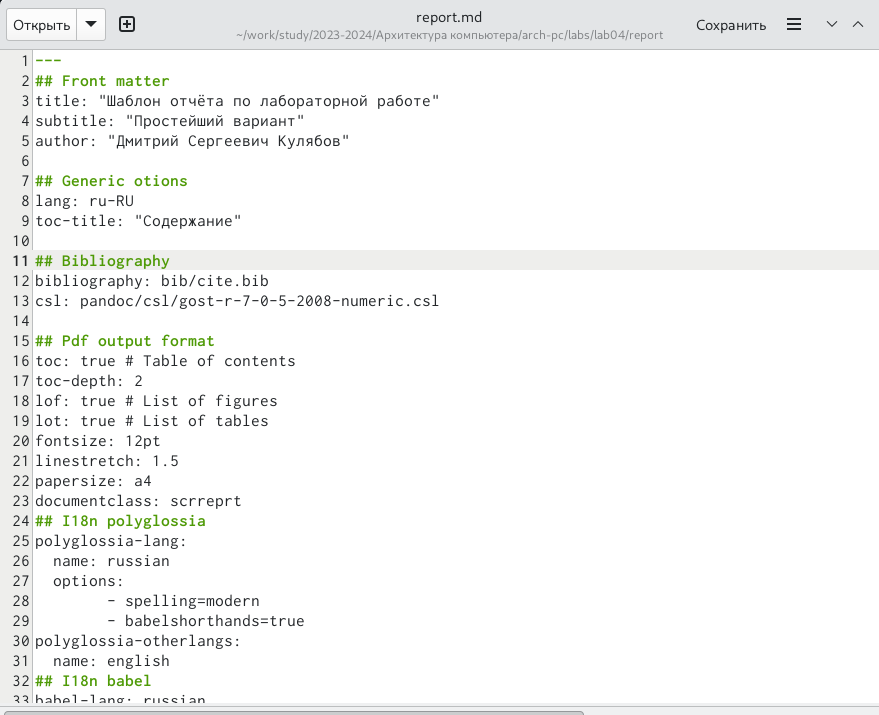 Открыть
report.md
~/work/study/2023-2024/Архитектура компьютера/arch-pc/labs/lab04/report
Сохранить
1 ---
2 ## Front matter
3 title: "Шаблон отчёта по лабораторной работе"
4 subtitle: "Простейший вариант"
5 author: "Дмитрий Сергеевич Кулябов"
6
7 ## Generic otions
8 lang: ru-RU
9 toc-title: "Содержание"
10
11 ## Bibliography
12 bibliography: bib/cite.bib
13 csl: pandoc/csl/gost-r-7-0-5-2008-numeric.csl
14
15 ## Pdf output format
16 toc: true # Table of contents
17 toc-depth: 2
18 lof: true # List of figures
19 lot: true # List of tables
20 fontsize: 12pt
21 linestretch: 1.5
22 papersize: a4
23 documentclass: scrreprt
24 ## I18n polyglossia
25 polyglossia-lang:
26   name: russian
27   options:
28         - spelling=modern
29         - babelshorthands=true
30 polyglossia-otherlangs:
31   name: english
32 ## I18n babel
33 babel-lang: russian